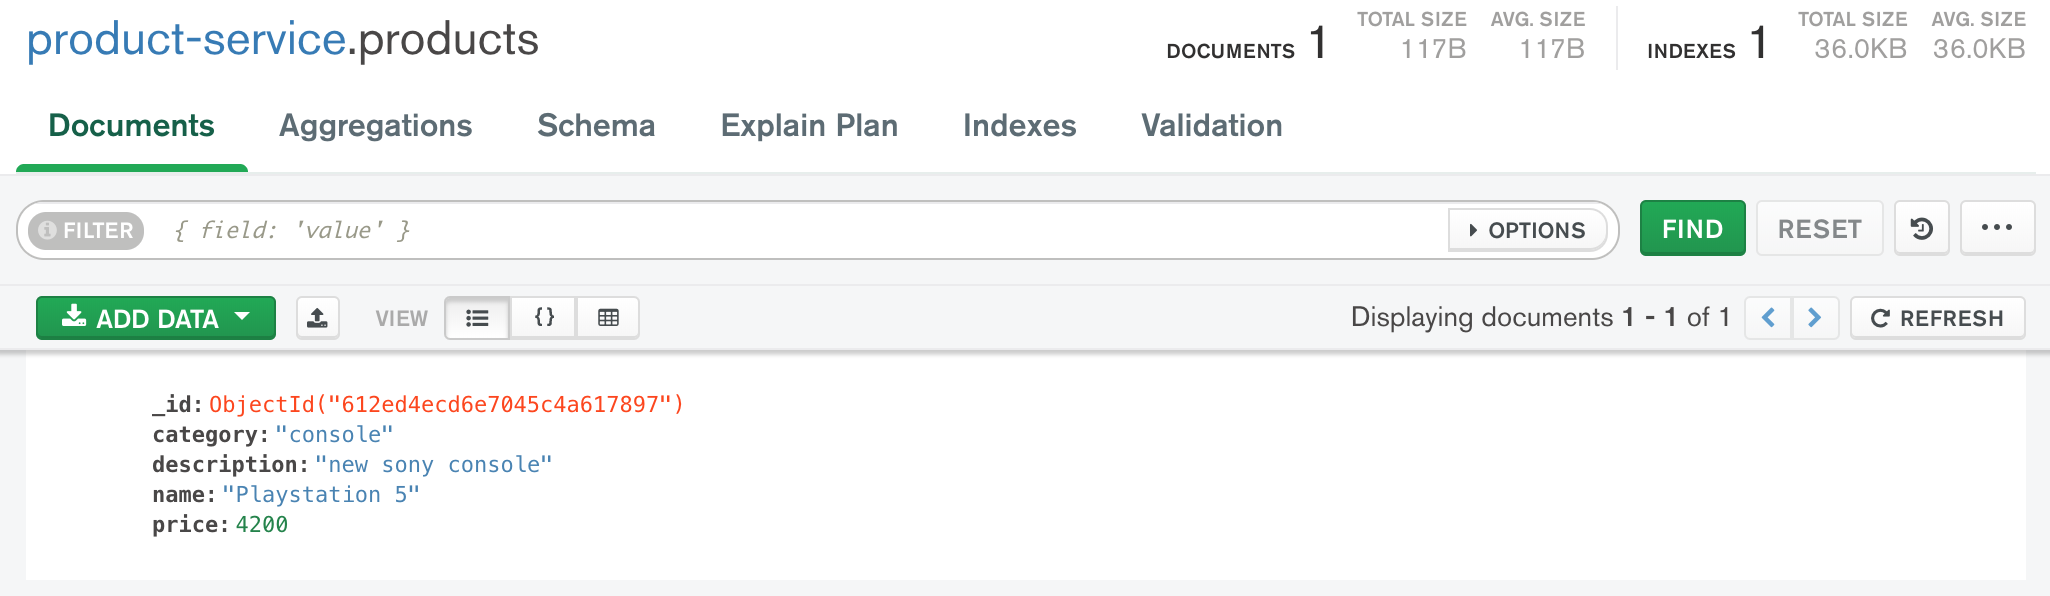 product-service.products
DOCUMENTS 1 TOTAL SIZE 117B AVG. SIZE 117B INDEXES 1 TOTAL SIZE 36.0KB AVG. SIZE 36.0KB
Documents Aggregations Schema Explain Plan Indexes Validation
FILTER { field: 'value' } OPTIONS FIND RESET
ADD DATA VIEW {} Displaying documents 1 - 1 of 1 REFRESH
_id: ObjectId("612ed4ecd6e7045c4a617897")
category: "console"
description: "new sony console"
name: "Playstation 5"
price: 4200